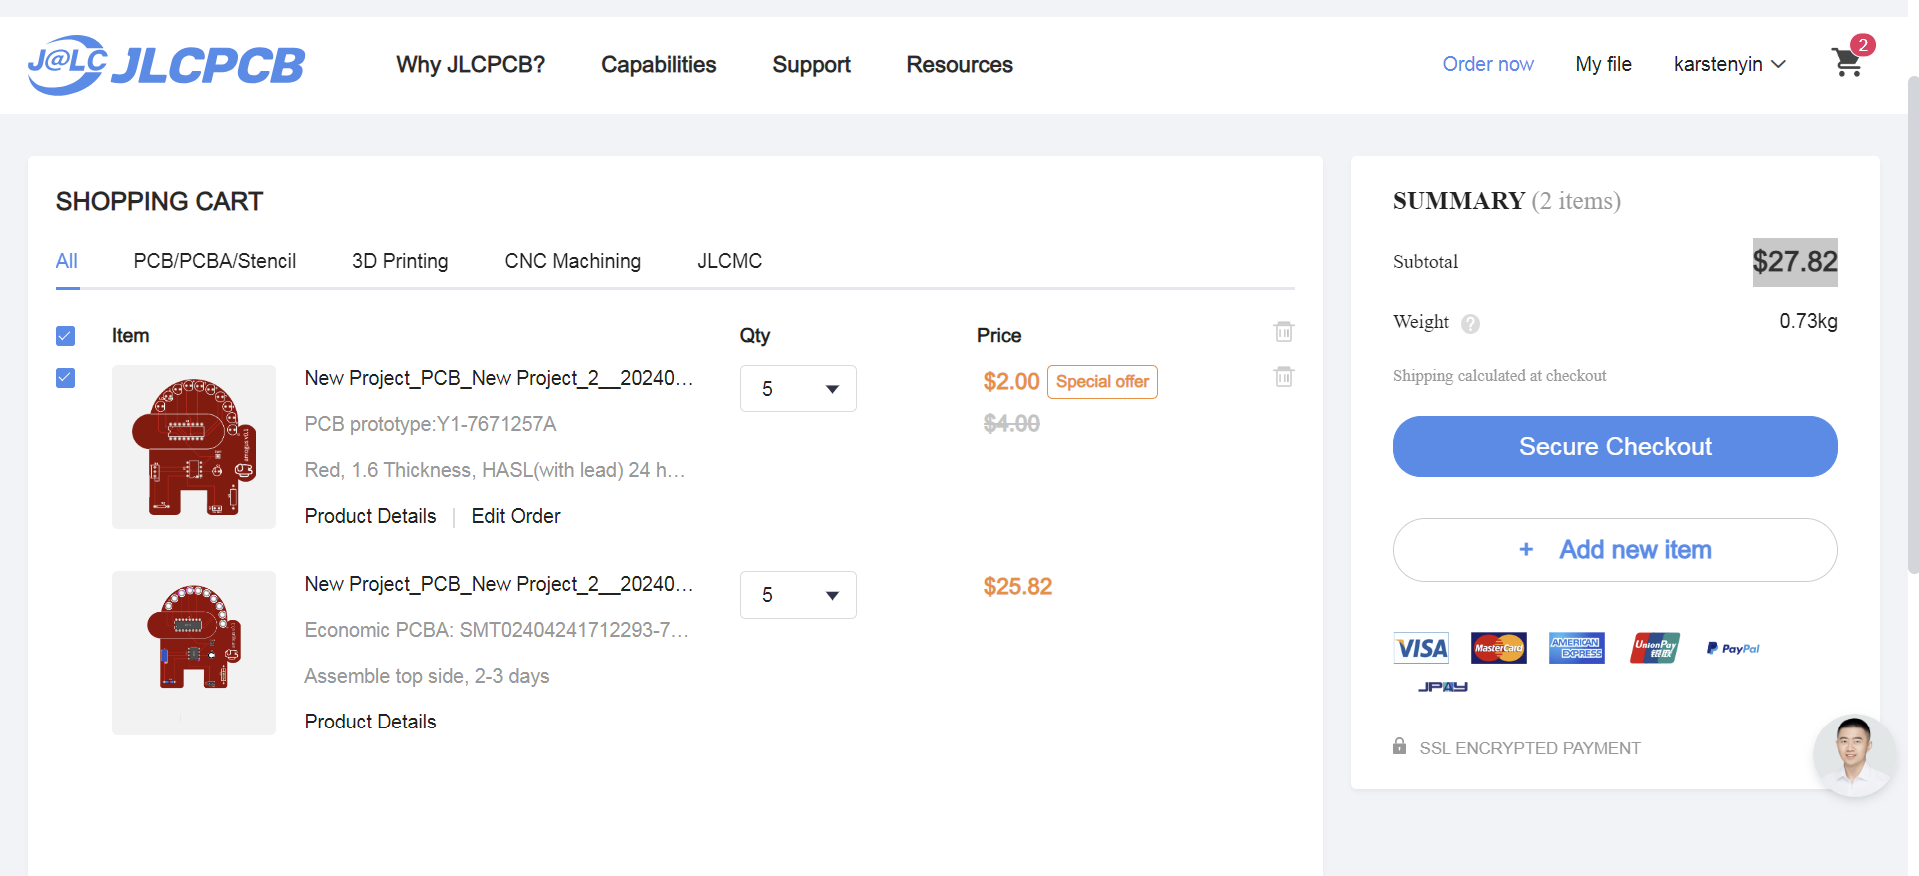 J@LC JLCPCB
Why JLCPCB? Capabilities Support Resources
Order now My file karstenyin 2
SHOPPING CART
All PCB/PCBA/Stencil 3D Printing CNC Machining JLCMC
Item Qty Price
New Project_PCB_New Project_2__20240...
5
$2.00 Special offer
$4.00
PCB prototype:Y1-7671257A
Red, 1.6 Thickness, HASL(with lead) 24 h...
Product Details | Edit Order
New Project_PCB_New Project_2__20240...
5
$25.82
Economic PCBA: SMT02404241712293-7...
Assemble top side, 2-3 days
Product Details
SUMMARY (2 items)
Subtotal $27.82
Weight ? 0.73kg
Shipping calculated at checkout
Secure Checkout
+ Add new item
VISA MasterCard AMERICAN EXPRESS UnionPay 银联 PayPal
JPAY
SSL ENCRYPTED PAYMENT